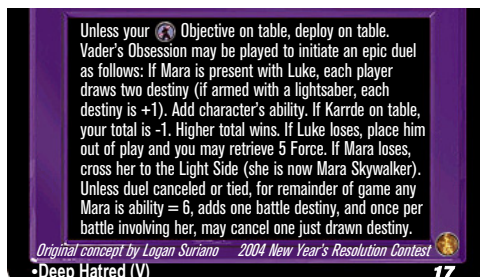 Unless your Objective on table, deploy on table.
Vader's Obsession may be played to initiate an epic duel
as follows: If Mara is present with Luke, each player
draws two destiny (if armed with a lightsaber, each
destiny is +1). Add character's ability. If Karrde on table,
your total is -1. Higher total wins. If Luke loses, place him
out of play and you may retrieve 5 Force. If Mara loses,
cross her to the Light Side (she is now Mara Skywalker).
Unless duel canceled or tied, for remainder of game any
Mara is ability = 6, adds one battle destiny, and once per
battle involving her, may cancel one just drawn destiny.
Original concept by Logan Suriano 2004 New Year's Resolution Contest
•Deep Hatred (V) 17